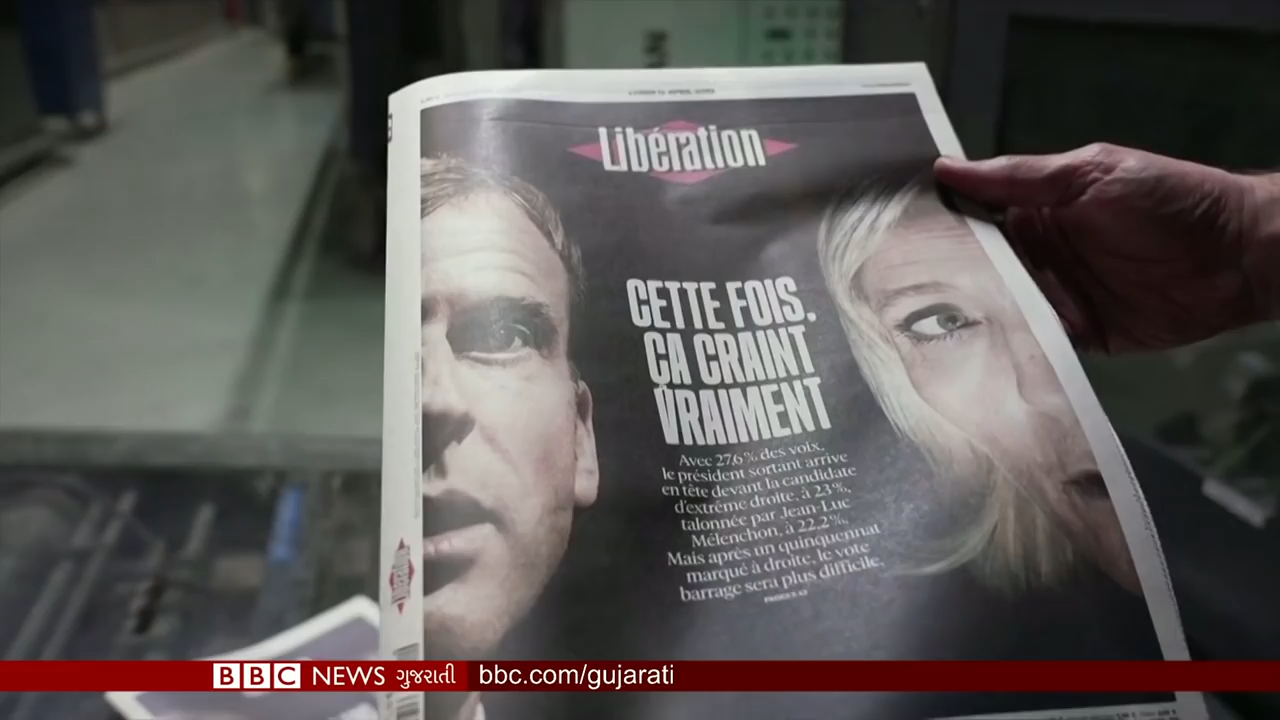 Libération
CETTE FOIS,
ÇA CRAINT
VRAIMENT
Avec 27,6% des voix,
le président sortant arrive
en tête devant la candidate
d'extrême droite, à 23%,
talonnée par Jean-Luc
Mélenchon, à 22,2%.
Mais après un quinquennat
marqué à droite, le vote
barrage sera plus difficile.
Libération
BBC NEWS ગુજરાતી bbc.com/gujarati